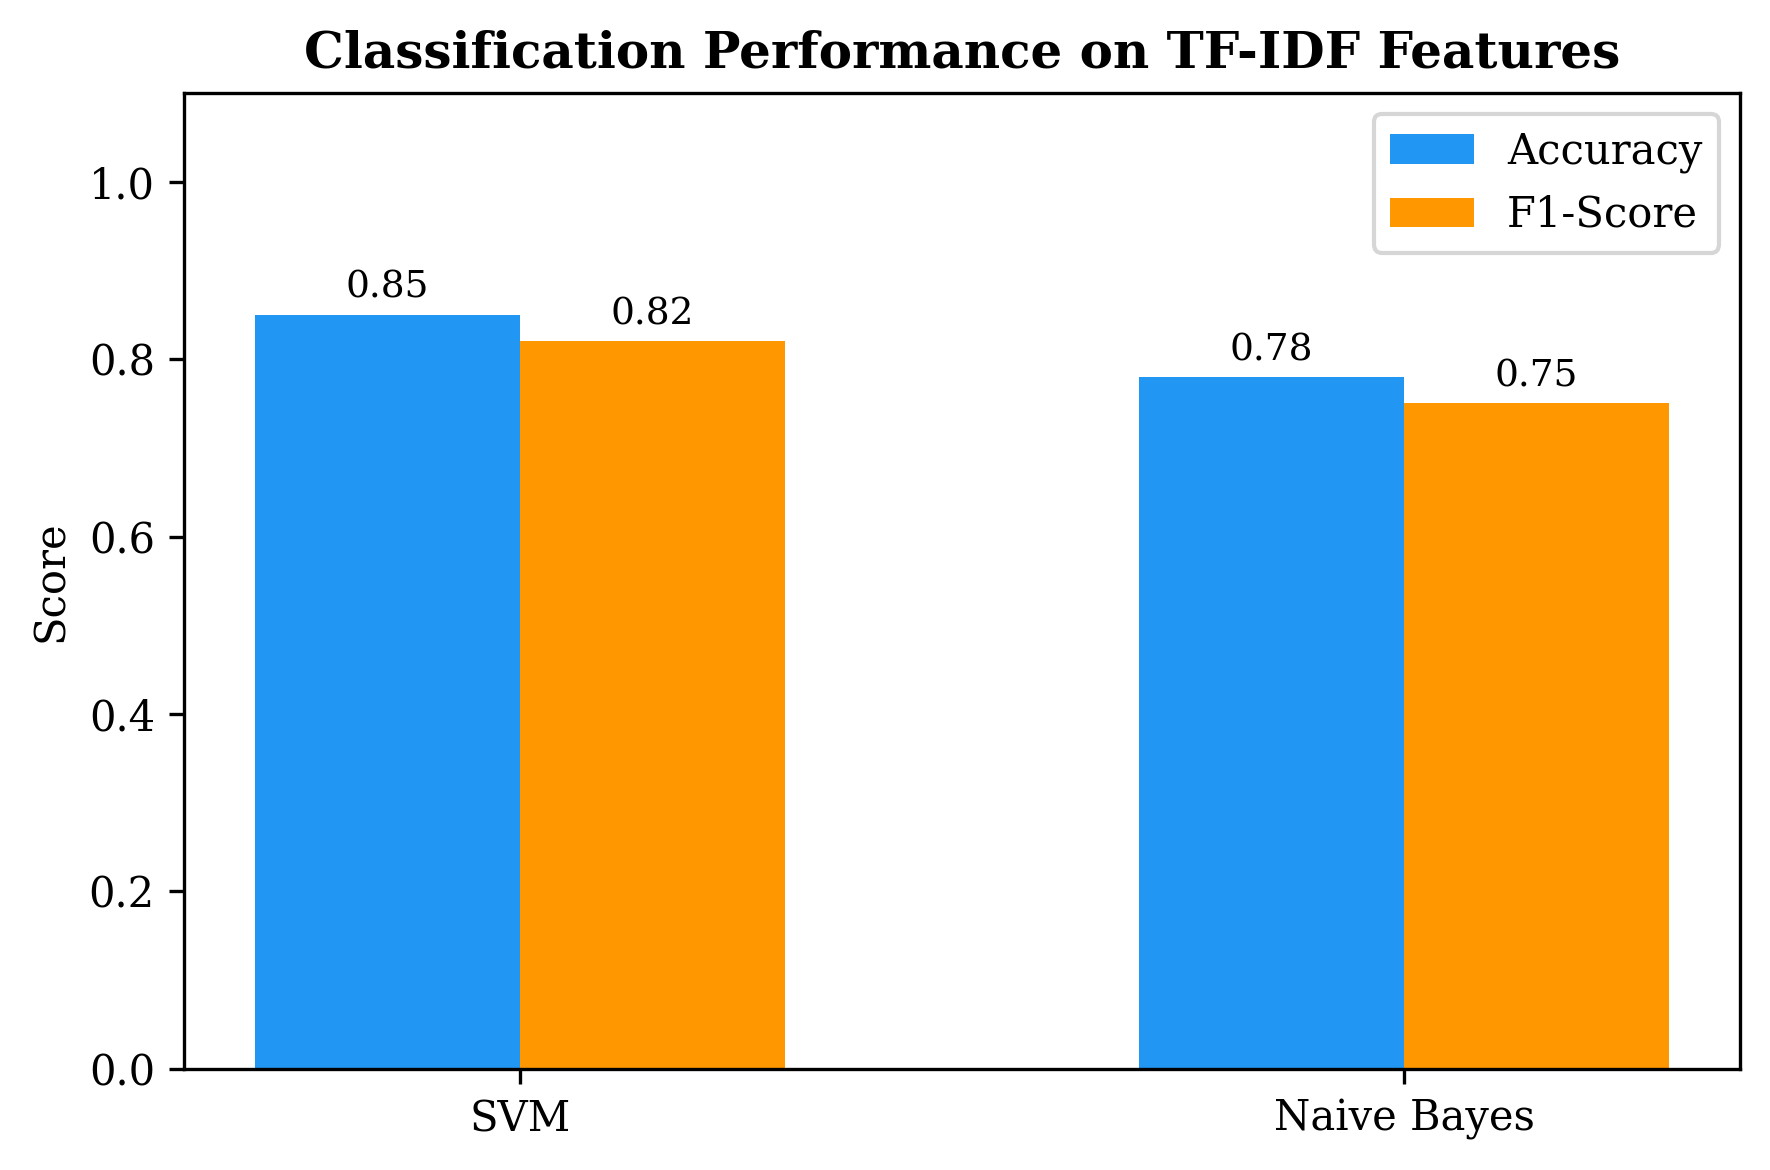 Classification Performance on TF-IDF Features
Accuracy
F1-Score
Score
1.0
0.8
0.6
0.4
0.2
0.0
0.85
0.82
0.78
0.75
SVM
Naive Bayes